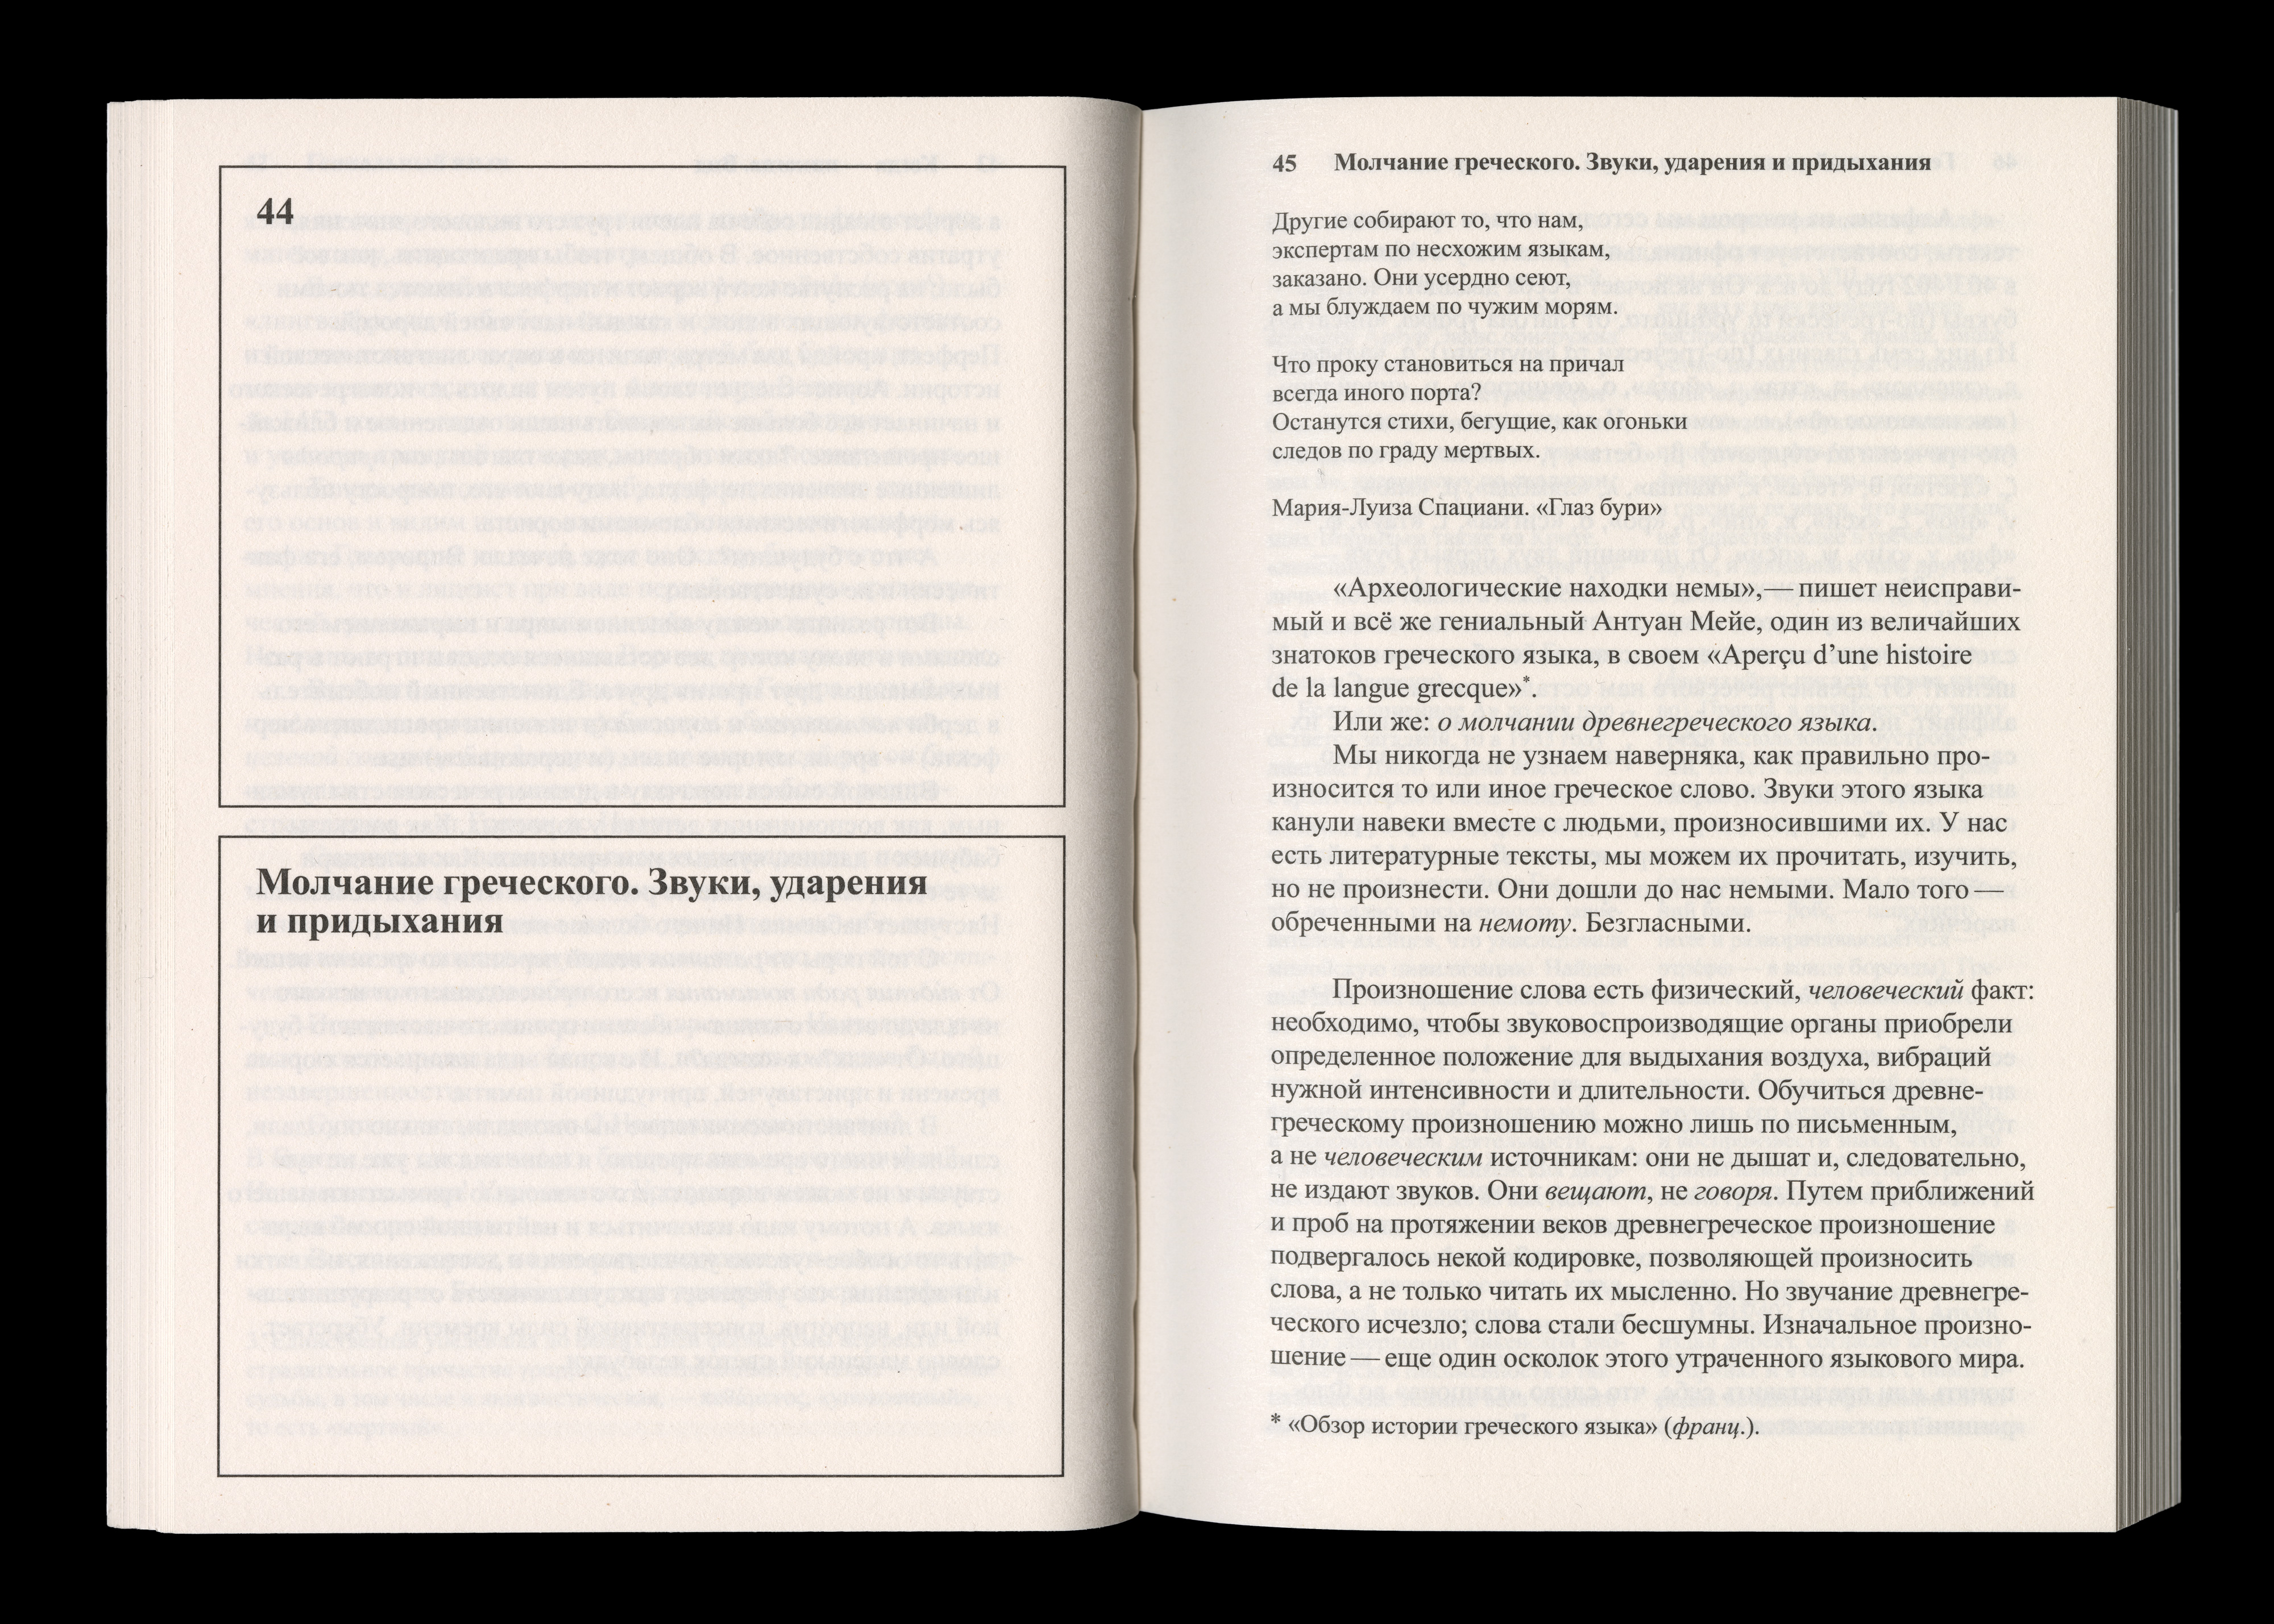 44
Молчание греческого. Звуки, ударения
и придыхания
45 Молчание греческого. Звуки, ударения и придыхания
Другие собирают то, что нам,
экспертам по несхожим языкам,
заказано. Они усердно сеют,
а мы блуждаем по чужим морям.
Что проку становиться на причал
всегда иного порта?
Останутся стихи, бегущие, как огоньки
следов по граду мертвых.
Мария-Луиза Спациани. «Глаз бури»
«Археологические находки немы»,— пишет неисправи-
мый и всё же гениальный Антуан Мейе, один из величайших
знатоков греческого языка, в своем «Aperçu d’une histoire
de la langue grecque»*.
Или же: о молчании древнегреческого языка.
Мы никогда не узнаем наверняка, как правильно про-
износится то или иное греческое слово. Звуки этого языка
канули навеки вместе с людьми, произносившими их. У нас
есть литературные тексты, мы можем их прочитать, изучить,
но не произнести. Они дошли до нас немыми. Мало того —
обреченными на немоту. Безгласными.
Произношение слова есть физический, человеческий факт:
необходимо, чтобы звуковоспроизводящие органы приобрели
определенное положение для выдыхания воздуха, вибраций
нужной интенсивности и длительности. Обучиться древне-
греческому произношению можно лишь по письменным,
а не человеческим источникам: они не дышат и, следовательно,
не издают звуков. Они вещают, не говоря. Путем приближений
и проб на протяжении веков древнегреческое произношение
подвергалось некой кодировке, позволяющей произносить
слова, а не только читать их мысленно. Но звучание древнегре-
ческого исчезло; слова стали бесшумны. Изначальное произно-
шение — еще один осколок этого утраченного языкового мира.
* «Обзор истории греческого языка» (франц.).